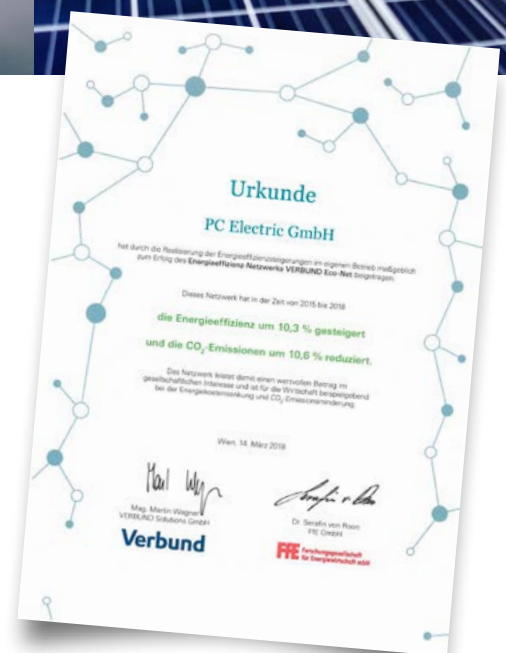 Urkunde
PC Electric GmbH
hat durch die Realisierung der Energieeffizienzsteigerungen im eigenen Betrieb maßgeblich
zum Erfolg des Energieeffizienz-Netzwerks VERBUND Eco-Net beigetragen.
Dieses Netzwerk hat in der Zeit von 2015 bis 2018
die Energieeffizienz um 10,3 % gesteigert
und die CO₂-Emissionen um 10,6 % reduziert.
Das Netzwerk leistet damit einen wertvollen Beitrag im
gesellschaftlichen Interesse und ist für die Wirtschaft beispielgebend
bei der Energiekostensenkung und CO₂-Emissionsminderung.
Wien, 14. März 2018
Mag. Martin Wagner
VERBUND Solutions GmbH
Verbund
Dr. Serafin von Roon
FfE GmbH
FfE Forschungsgesellschaft
für Energiewirtschaft mbH